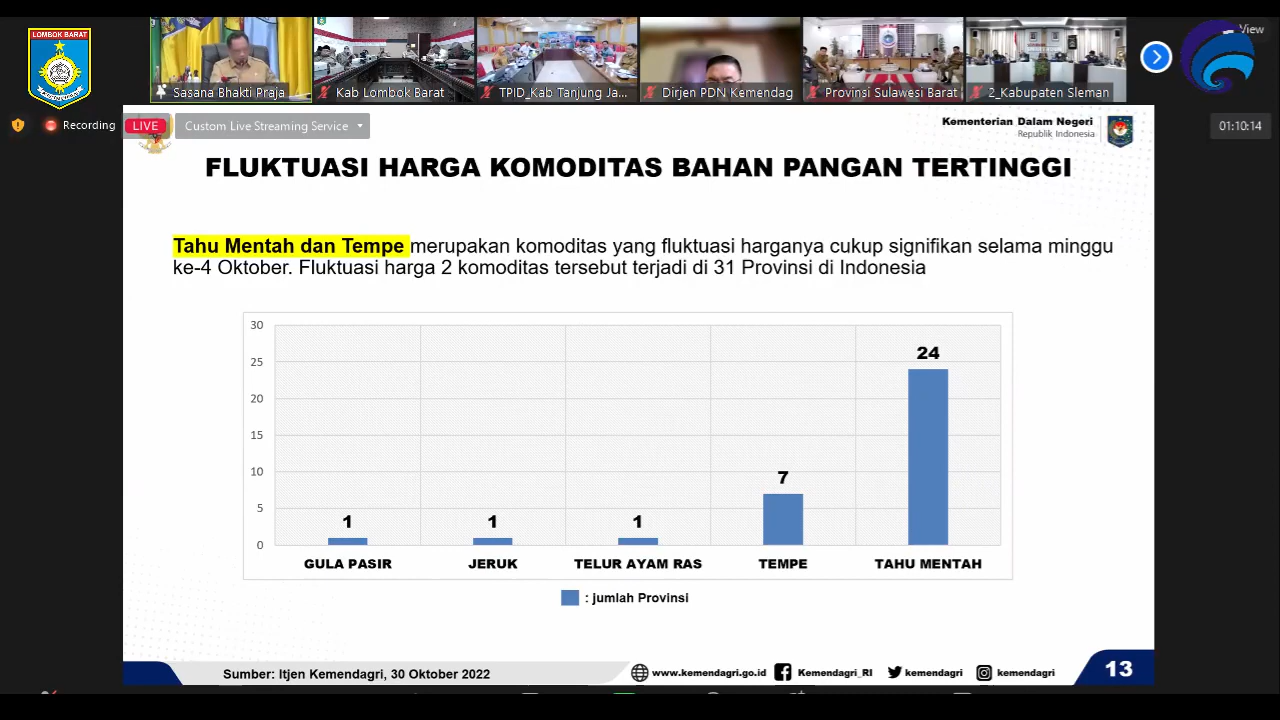 LOMBOK BARAT
View
Sasana Bhakti Praja
Kab Lombok Barat
TPID_Kab Tanjung Ja...
Dirjen PDN Kemendag
Provinsi Sulawesi Barat
2_Kabupaten Sleman
Recording
LIVE
Custom Live Streaming Service
Kementerian Dalam Negeri
Republik Indonesia
01:10:14
FLUKTUASI HARGA KOMODITAS BAHAN PANGAN TERTINGGI
Tahu Mentah dan Tempe merupakan komoditas yang fluktuasi harganya cukup signifikan selama minggu
ke-4 Oktober. Fluktuasi harga 2 komoditas tersebut terjadi di 31 Provinsi di Indonesia
30
25
20
15
10
5
0
1
1
1
7
24
GULA PASIR
JERUK
TELUR AYAM RAS
TEMPE
TAHU MENTAH
: jumlah Provinsi
Sumber: Itjen Kemendagri, 30 Oktober 2022
www.kemendagri.go.id
Kemendagri_RI
kemendagri
kemendagri
13